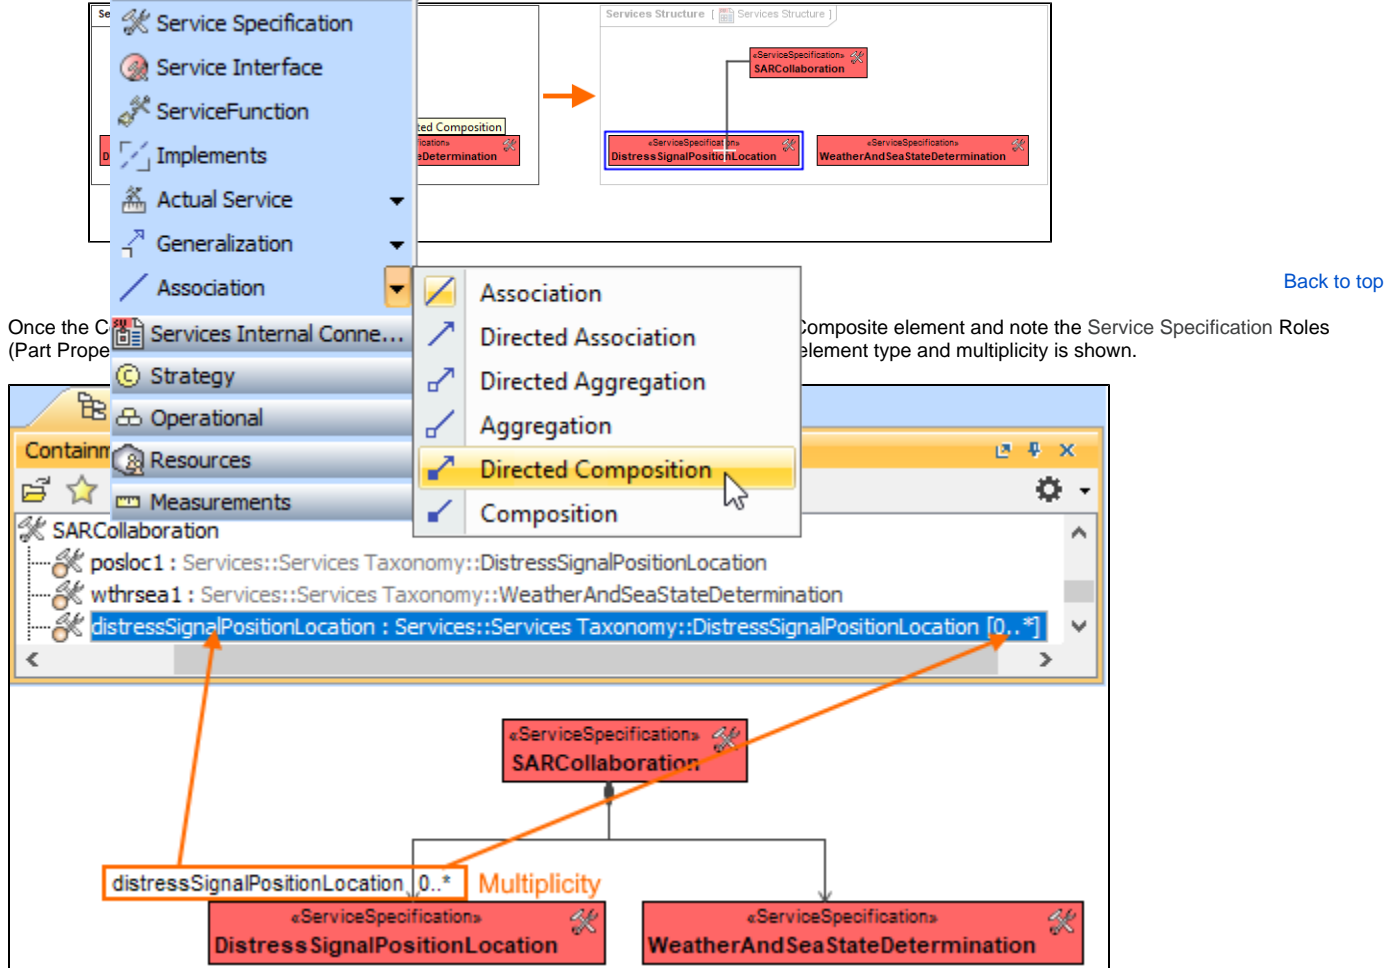 Se
Services Structure [ Services Structure ]
Service Specification
Service Interface
ServiceFunction
Implements
Actual Service
Generalization
Association
«ServiceSpecification»
SARCollaboration
ted Composition
ification»
eDetermination
D
«ServiceSpecification»
DistressSignalPositionLocation
«ServiceSpecification»
WeatherAndSeaStateDetermination
Back to top
Association
Directed Association
Directed Aggregation
Aggregation
Directed Composition
Composition
Once the C
Composite element and note the Service Specification Roles
(Part Prope
element type and multiplicity is shown.
Services Internal Conne...
Strategy
Operational
Resources
Measurements
Containm
SARCollaboration
posloc1 : Services::Services Taxonomy::DistressSignalPositionLocation
wthrsea1 : Services::Services Taxonomy::WeatherAndSeaStateDetermination
distressSignalPositionLocation : Services::Services Taxonomy::DistressSignalPositionLocation [0..*]
«ServiceSpecification»
SARCollaboration
distressSignalPositionLocation 0..*
Multiplicity
«ServiceSpecification»
DistressSignalPositionLocation
«ServiceSpecification»
WeatherAndSeaStateDetermination